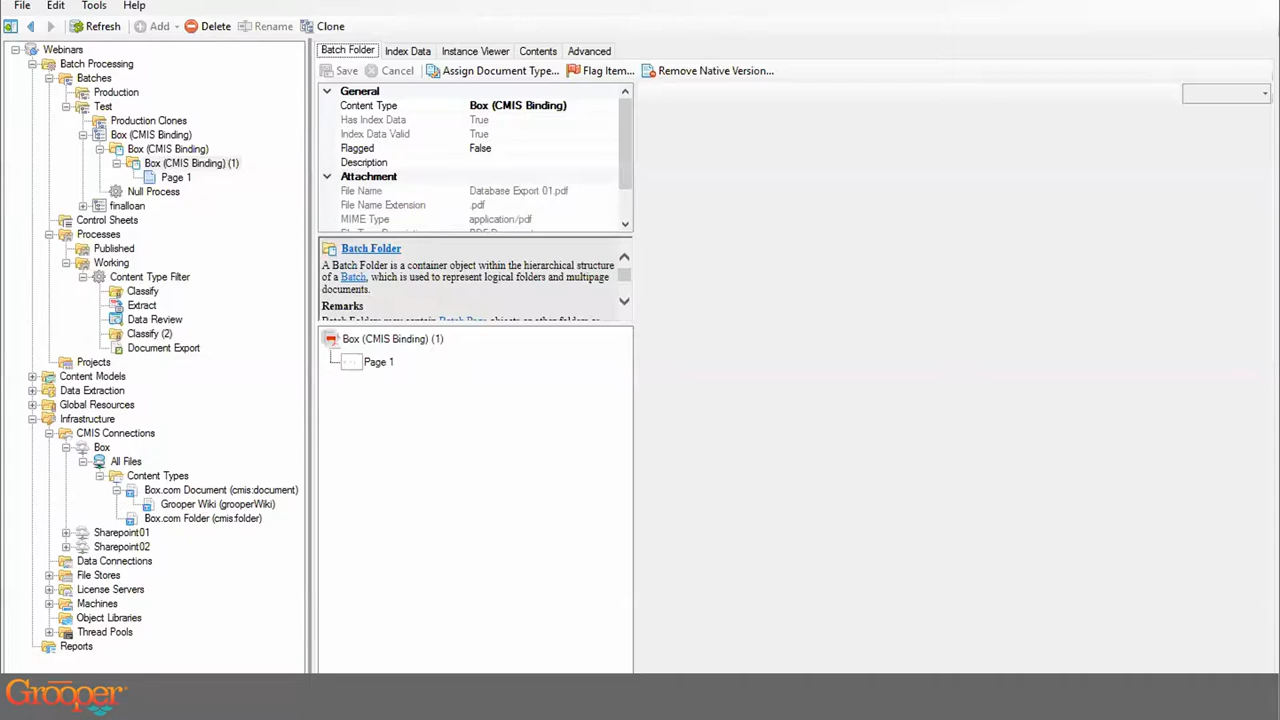 File Edit Tools Help
Refresh Add Delete Rename Clone
Webinars
Batch Processing
Batches
Production
Test
Production Clones
Box (CMIS Binding)
Box (CMIS Binding)
Box (CMIS Binding) (1)
Page 1
Null Process
finalloan
Control Sheets
Processes
Published
Working
Content Type Filter
Classify
Extract
Data Review
Classify (2)
Document Export
Projects
Content Models
Data Extraction
Global Resources
Infrastructure
CMIS Connections
Box
All Files
Content Types
Box.com Document (cmis:document)
Grooper Wiki (grooperWiki)
Box.com Folder (cmis:folder)
Sharepoint01
Sharepoint02
Data Connections
File Stores
License Servers
Machines
Object Libraries
Thread Pools
Reports
Batch Folder Index Data Instance Viewer Contents Advanced
Save Cancel Assign Document Type... Flag Item... Remove Native Version...
General
Content Type Box (CMIS Binding)
Has Index Data True
Index Data Valid True
Flagged False
Description
Attachment
File Name Database Export 01.pdf
File Name Extension .pdf
MIME Type application/pdf
Batch Folder
A Batch Folder is a container object within the hierarchical structure
of a Batch, which is used to represent logical folders and multipage
documents.
Remarks
Box (CMIS Binding) (1)
Page 1
Grooper